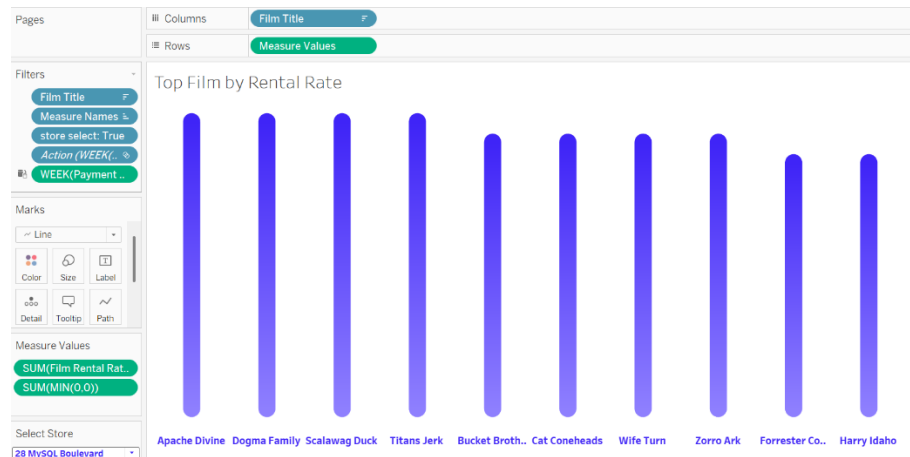 Pages
Columns
Film Title
Rows
Measure Values
Filters
Film Title
Measure Names
store select: True
Action (WEEK(..
WEEK(Payment ..
Marks
Line
Color Size Label
Detail Tooltip Path
Measure Values
SUM(Film Rental Rat..
SUM(MIN(0,0))
Select Store
28 MySQL Boulevard
Top Film by Rental Rate
Apache Divine Dogma Family Scalawag Duck Titans Jerk Bucket Broth.. Cat Coneheads Wife Turn Zorro Ark Forrester Co.. Harry Idaho